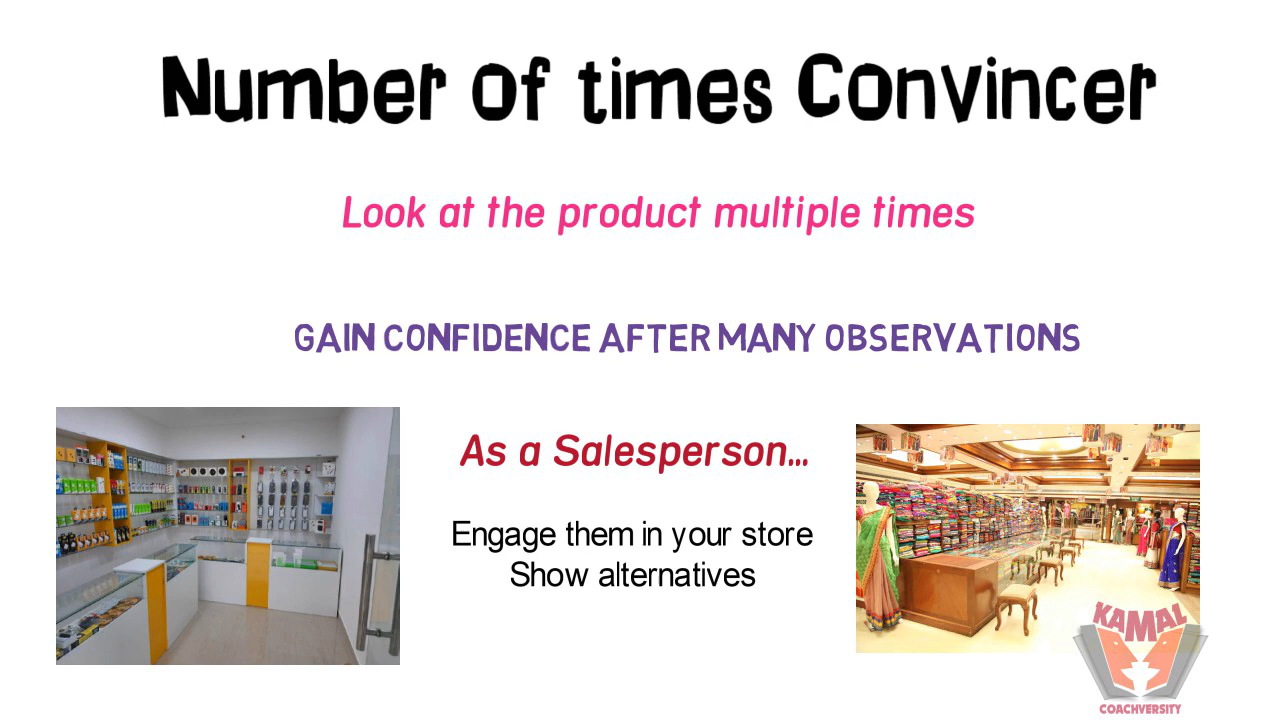 Number Of times Convincer
Look at the product multiple times
GAIN CONFIDENCE AFTER MANY OBSERVATIONS
As a Salesperson...
Engage them in your store
Show alternatives
KAMAL
COACHVERSITY